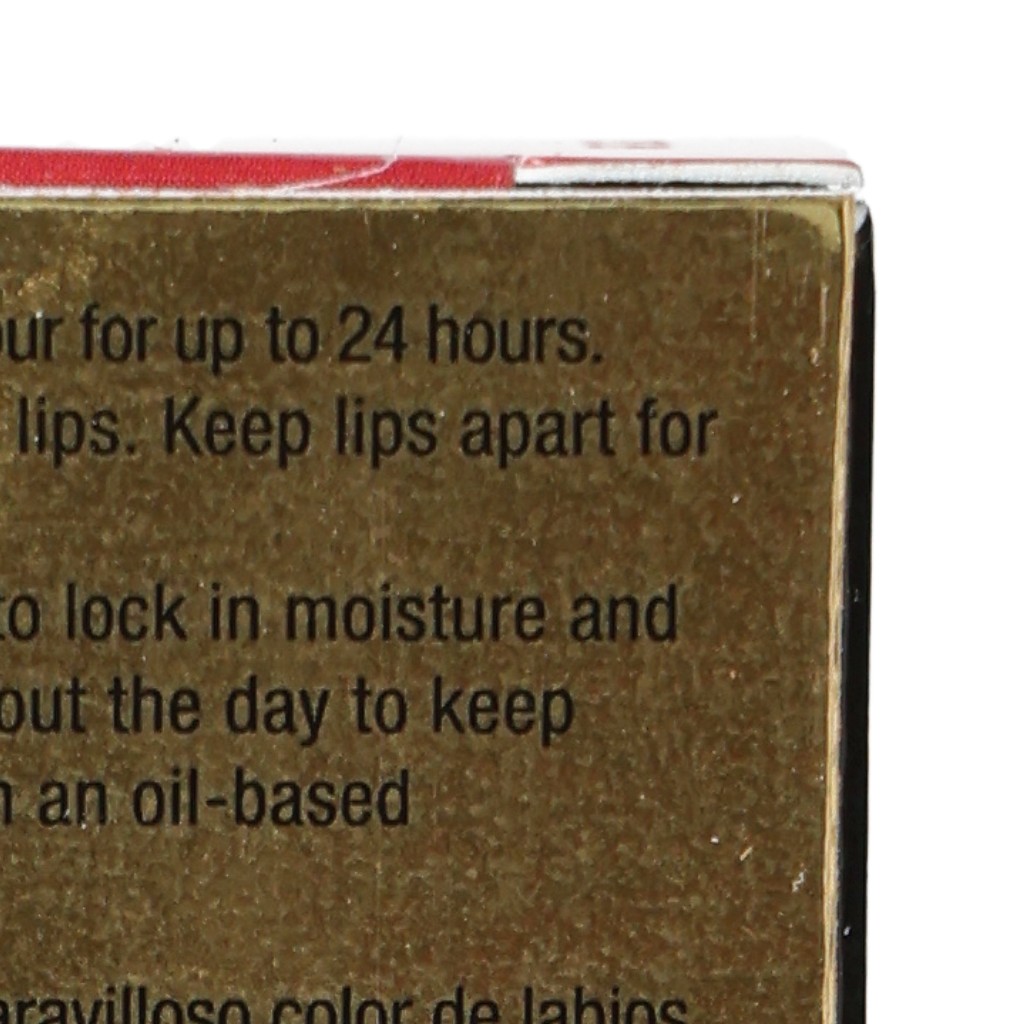 our for up to 24 hours.
lips. Keep lips apart for
to lock in moisture and
out the day to keep
an oil-based
aravilloso color de labios